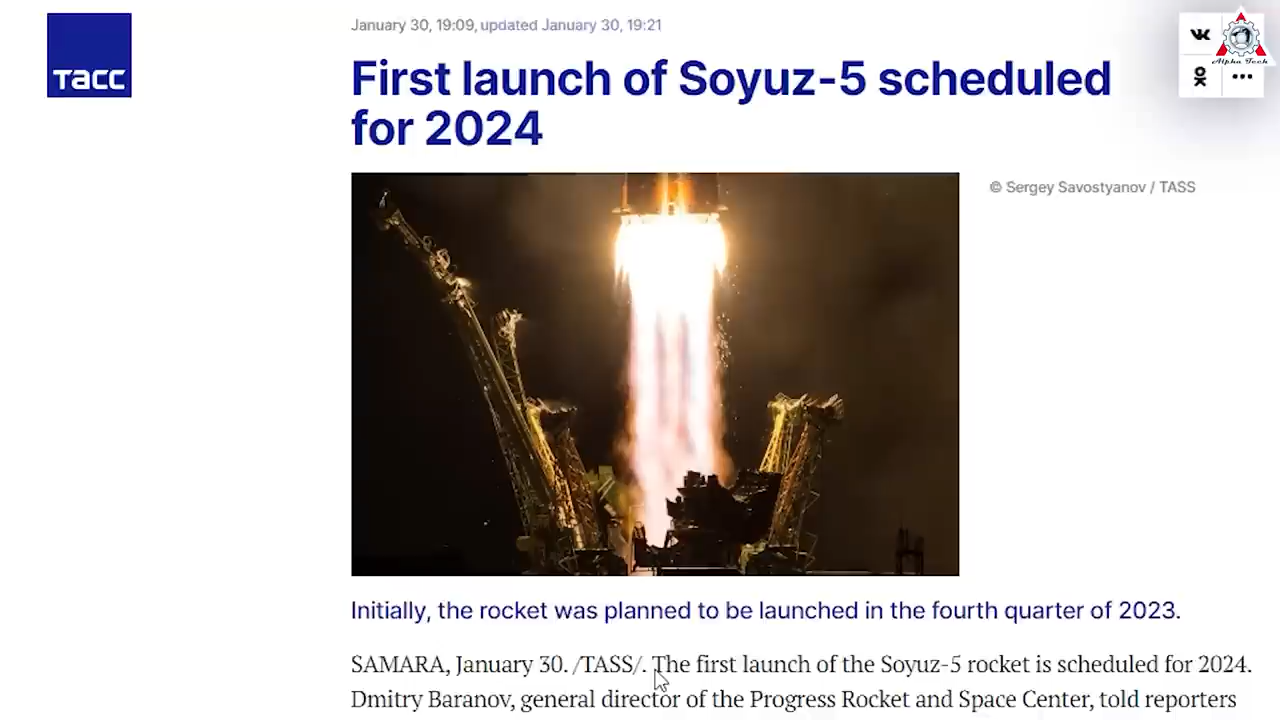 тасс
January 30, 19:09, updated January 30, 19:21
First launch of Soyuz-5 scheduled
for 2024
Alpha Tech
© Sergey Savostyanov / TASS
Initially, the rocket was planned to be launched in the fourth quarter of 2023.
SAMARA, January 30. /TASS/. The first launch of the Soyuz-5 rocket is scheduled for 2024.
Dmitry Baranov, general director of the Progress Rocket and Space Center, told reporters